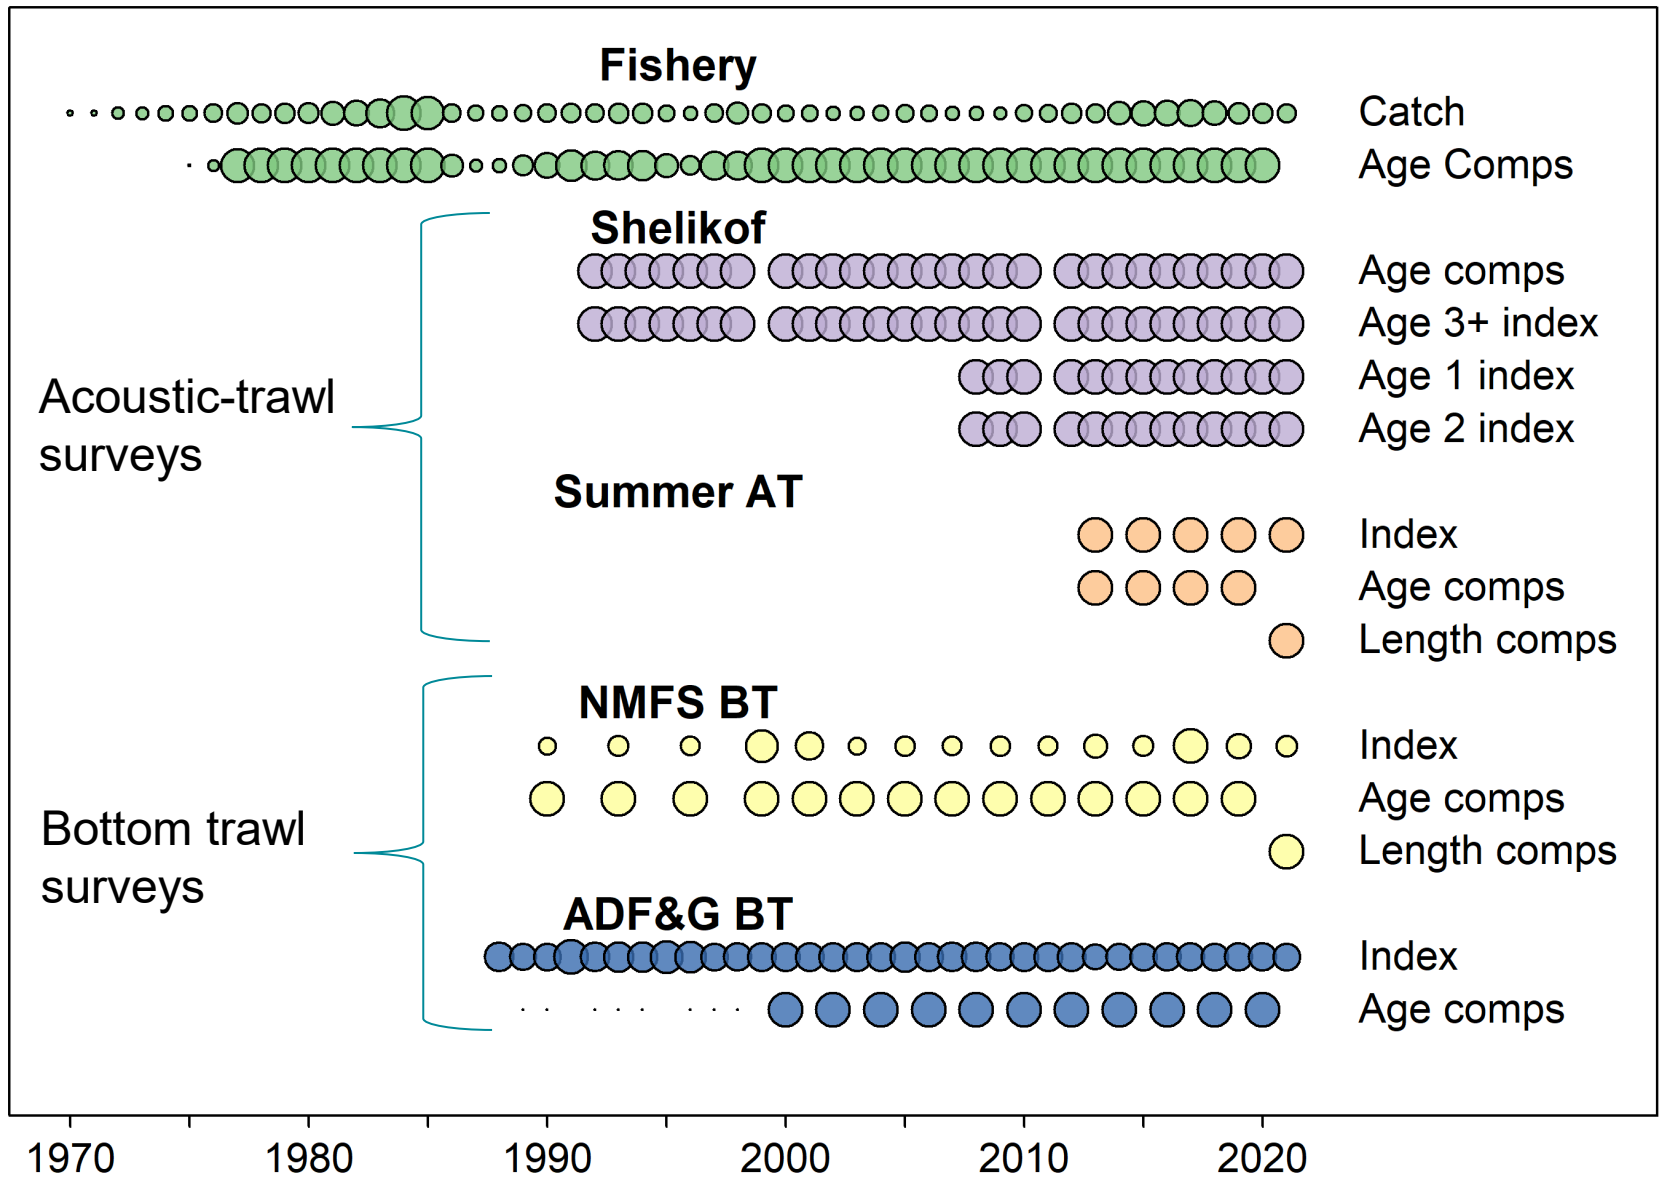 Fishery
Catch
Age Comps
Shelikof
Age comps
Age 3+ index
Age 1 index
Age 2 index
Acoustic-trawl
surveys
Summer AT
Index
Age comps
Length comps
NMFS BT
Index
Age comps
Length comps
Bottom trawl
surveys
ADF&G BT
Index
Age comps
1970 1980 1990 2000 2010 2020